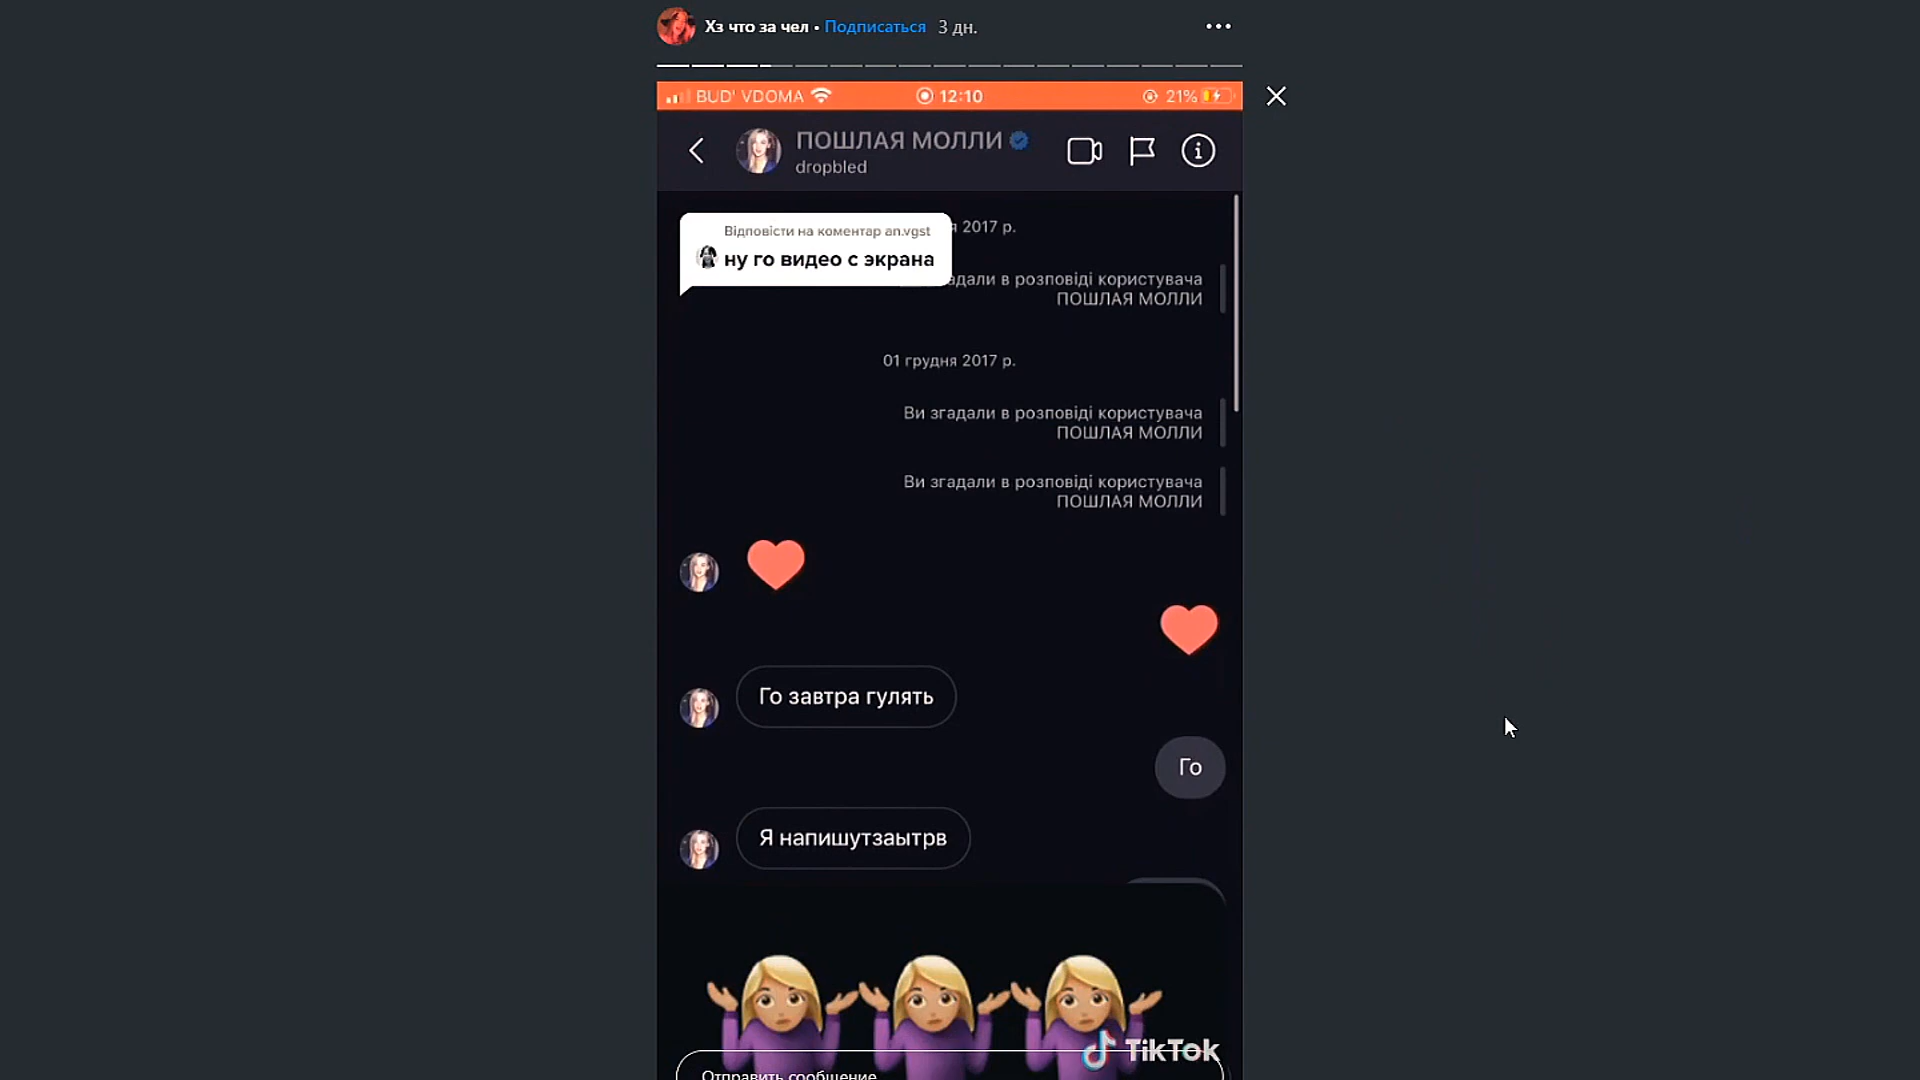 Хз что за чел • Подписаться 3 дн.
BUD' VDOMA 12:10 21%
ПОШЛАЯ МОЛЛИ
dropbled
Відповісти на коментар an.vgst
ну го видео с экрана
2017 р.
розповіді користувача
ПОШЛАЯ МОЛЛИ
01 грудня 2017 р.
Ви згадали в розповіді користувача
ПОШЛАЯ МОЛЛИ
Ви згадали в розповіді користувача
ПОШЛАЯ МОЛЛИ
Го завтра гулять
Го
Я напишутзаытрв
TikTok
Отправить сообщение